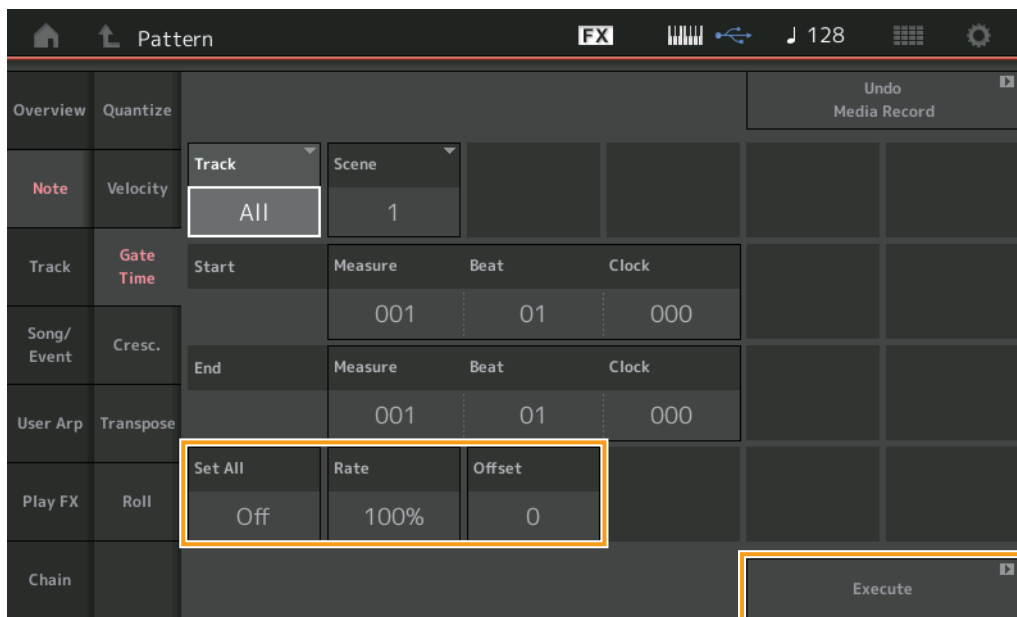 Pattern
FX
♩ 128
Undo
Media Record
Overview
Note
Track
Song/
Event
User Arp
Play FX
Chain
Quantize
Velocity
Gate
Time
Cresc.
Transpose
Roll
Track
Scene
All
1
Start
Measure
Beat
Clock
001
01
000
End
Measure
Beat
Clock
001
01
000
Set All
Rate
Offset
Off
100%
0
Execute